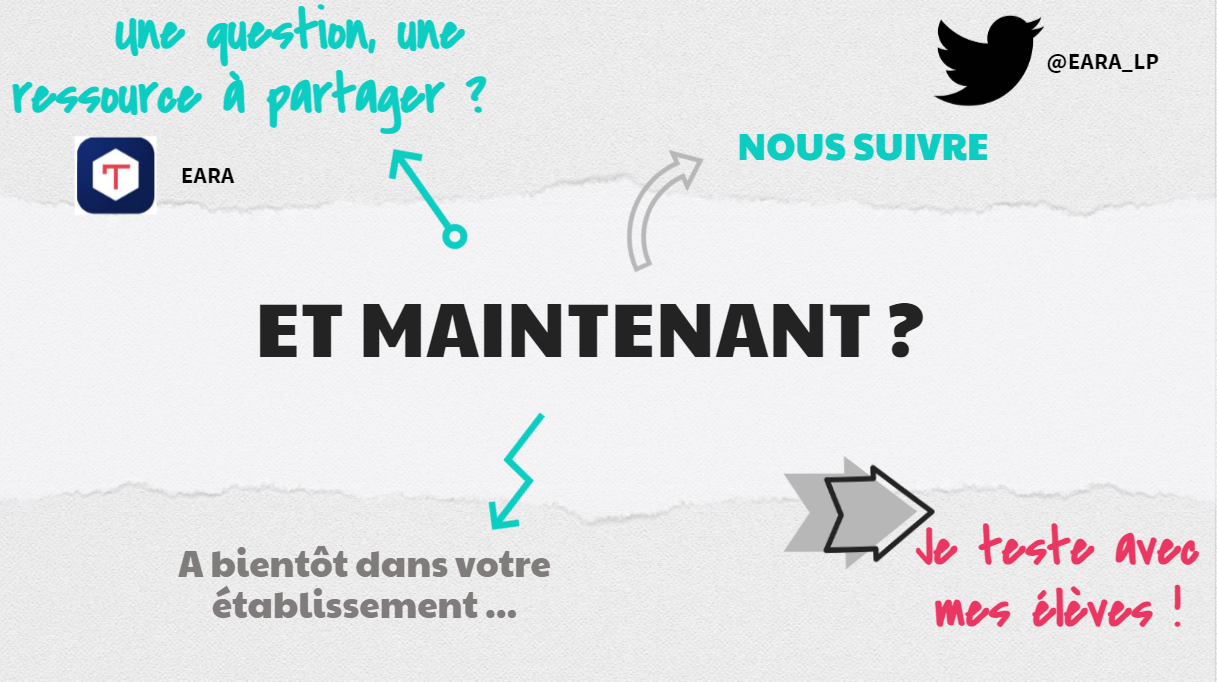 Une question, une
ressource à partager ?
T
EARA
@EARA_LP
NOUS SUIVRE
ET MAINTENANT ?
A bientôt dans votre
établissement ...
Je teste avec
mes élèves !